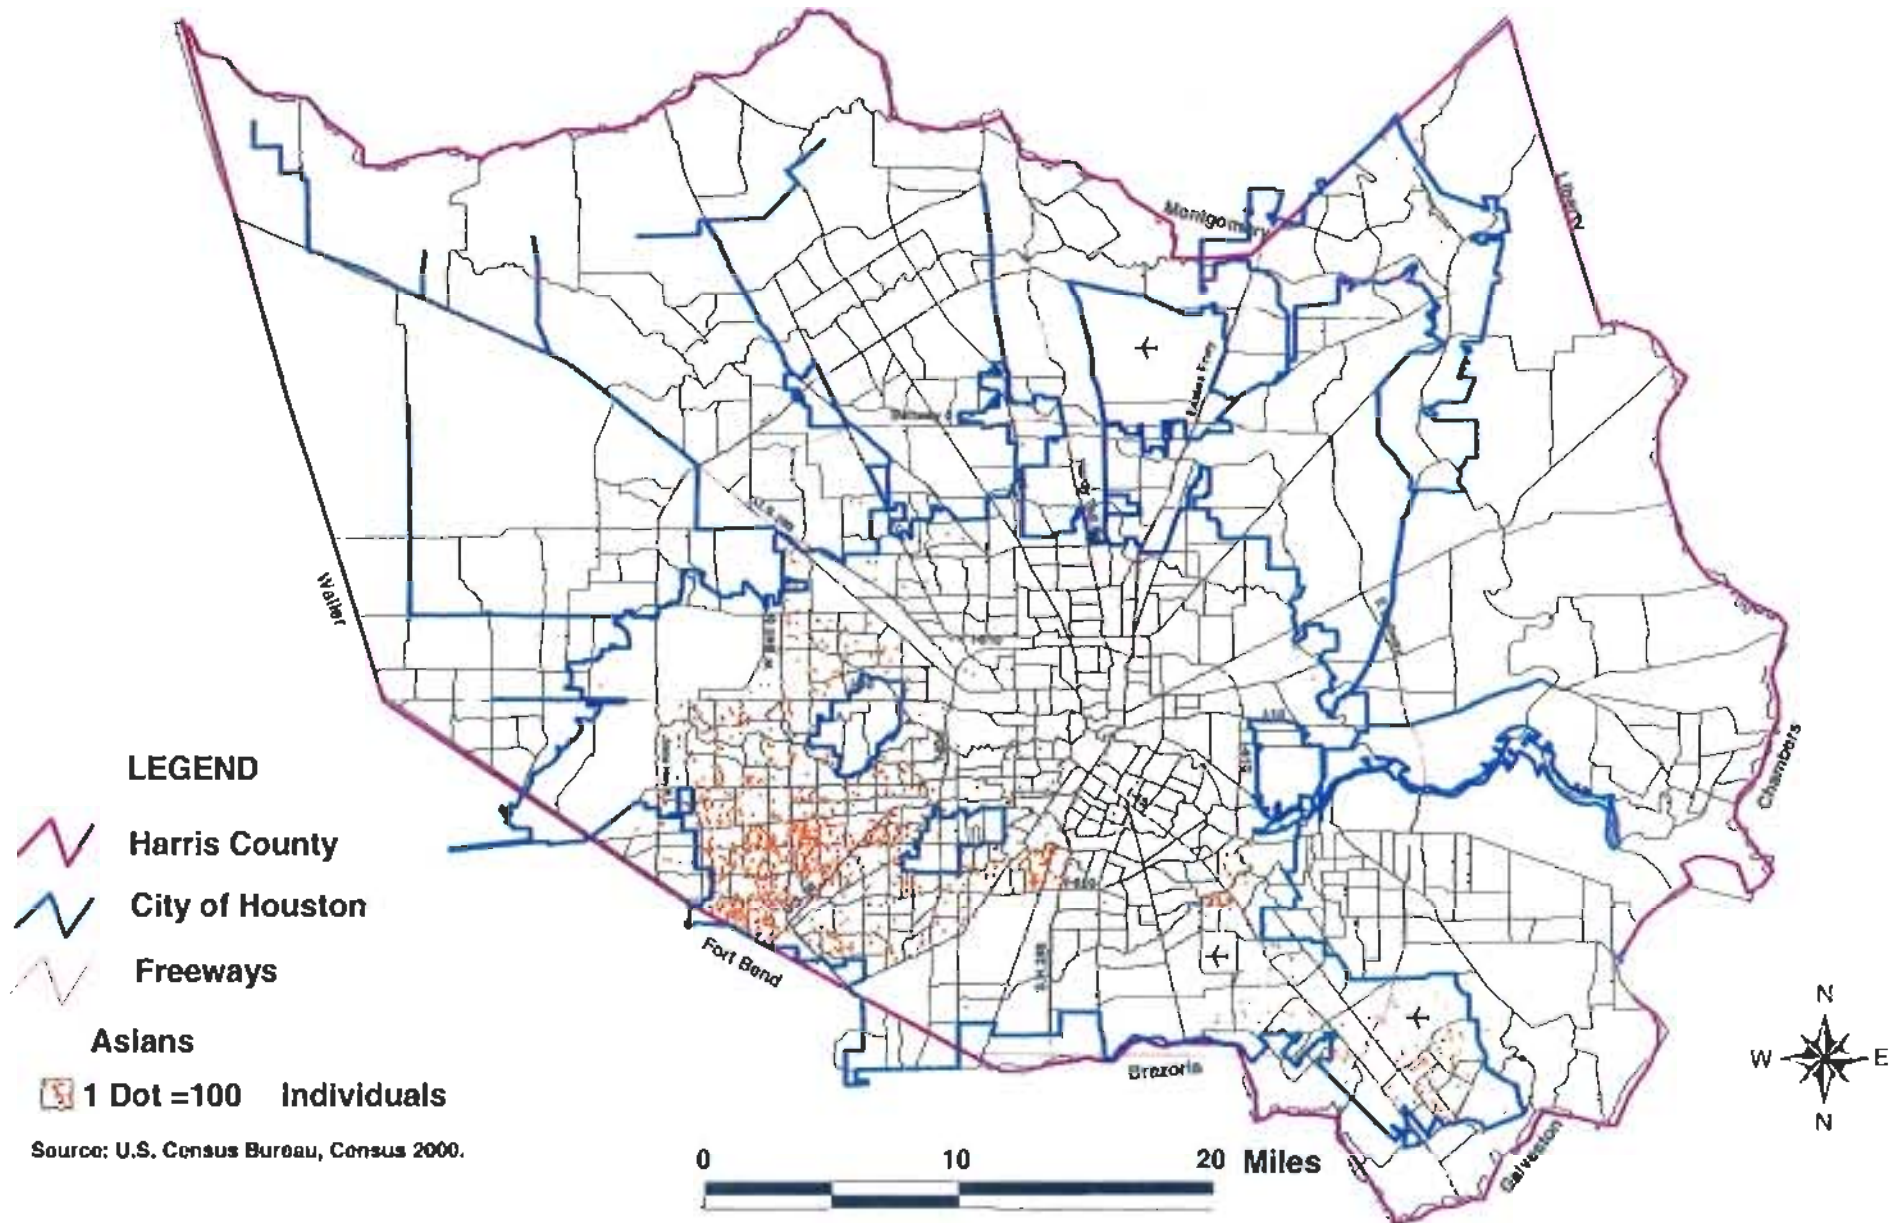 Montgomery
Liberty
Waller
Chambers
Fort Bend
Brazoria
Galveston
LEGEND
Harris County
City of Houston
Freeways
Asians
1 Dot =100 Individuals
Source: U.S. Census Bureau, Census 2000.
0 10 20 Miles
N
W E
N